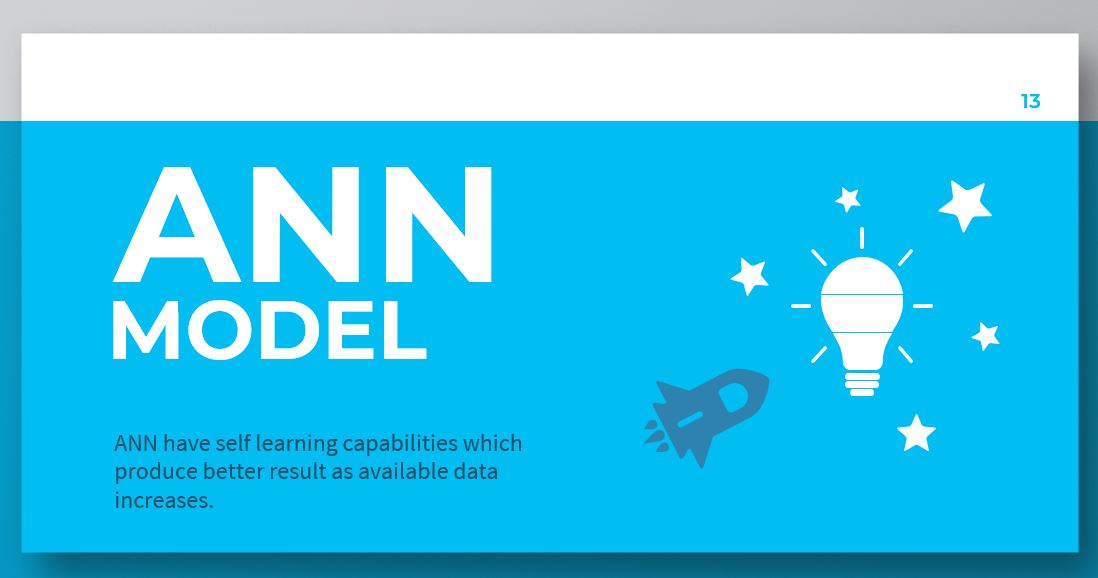 13
ANN
MODEL
ANN have self learning capabilities which
produce better result as available data
increases.